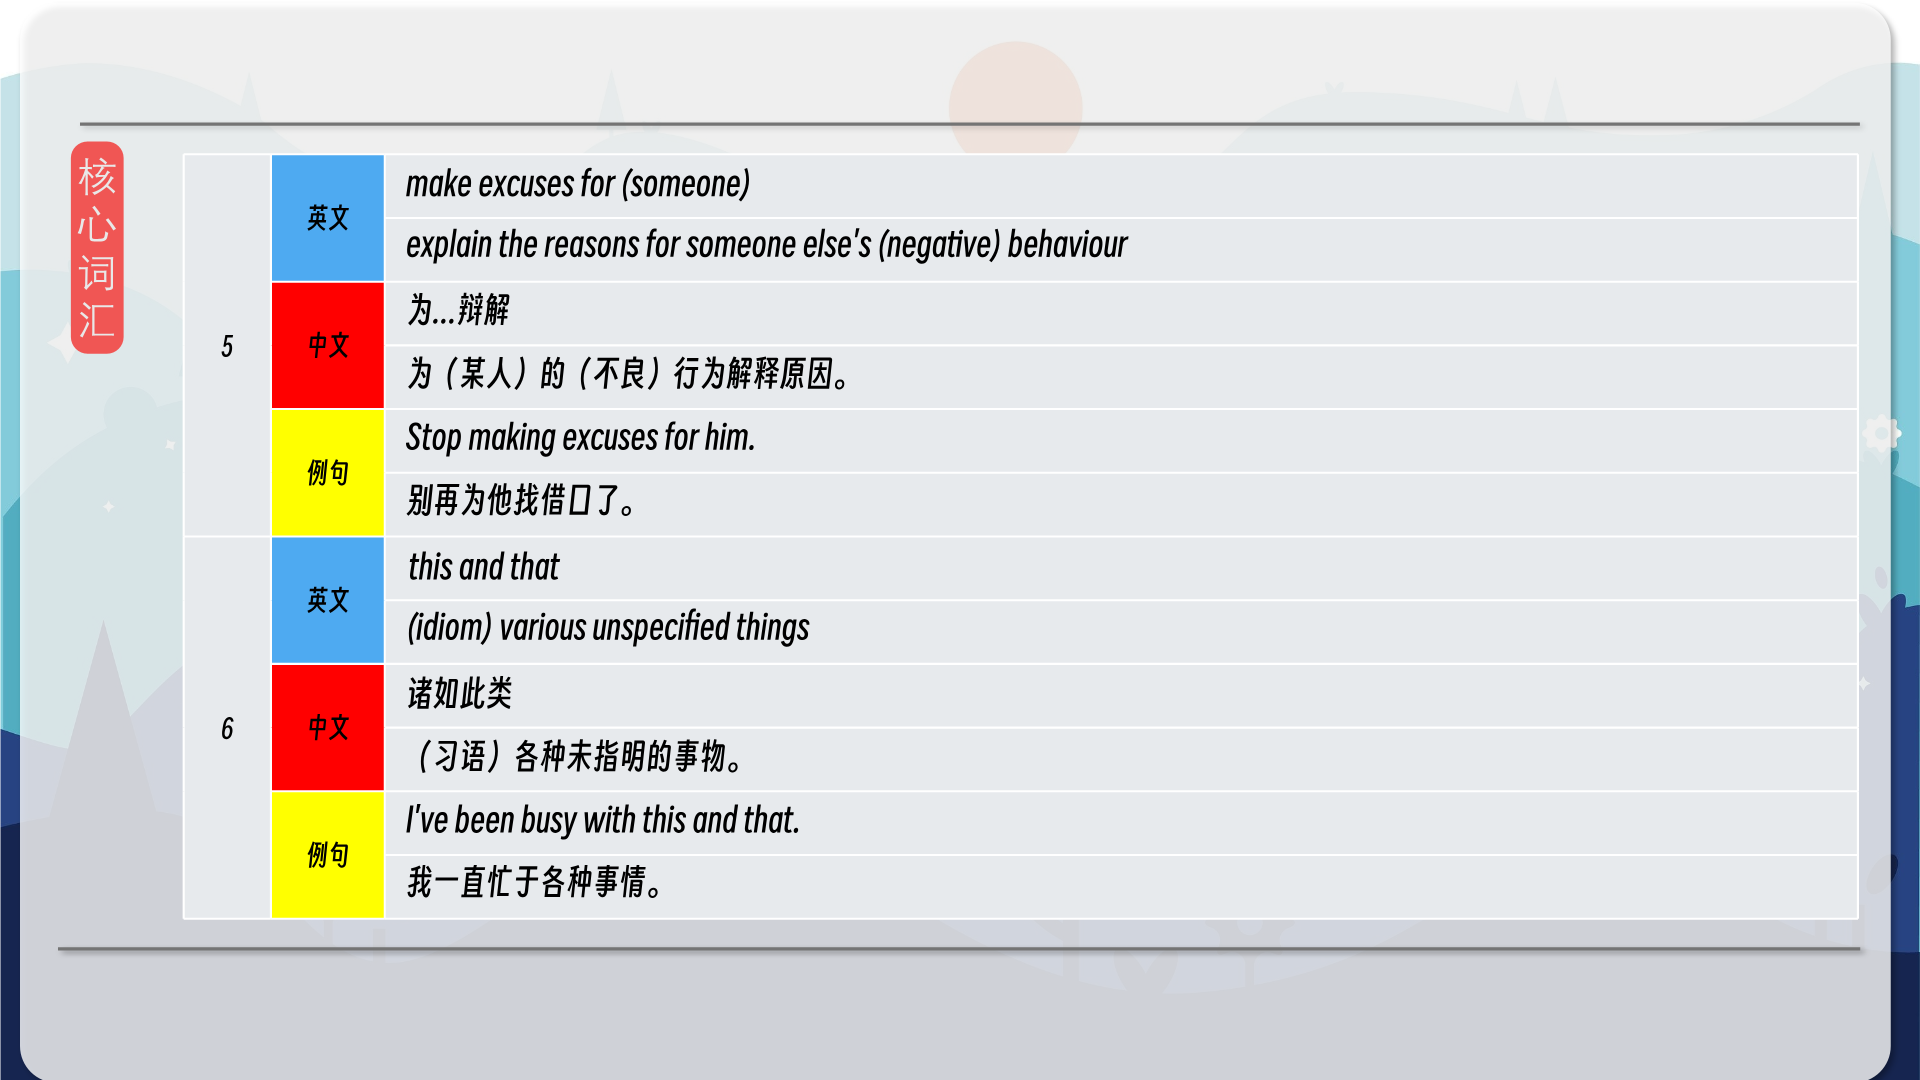 核心词汇
5
英文
make excuses for (someone)
explain the reasons for someone else's (negative) behaviour
中文
为...辩解
为（某人）的（不良）行为解释原因。
例句
Stop making excuses for him.
别再为他找借口了。
6
英文
this and that
(idiom) various unspecified things
中文
诸如此类
（习语）各种未指明的事物。
例句
I've been busy with this and that.
我一直忙于各种事情。